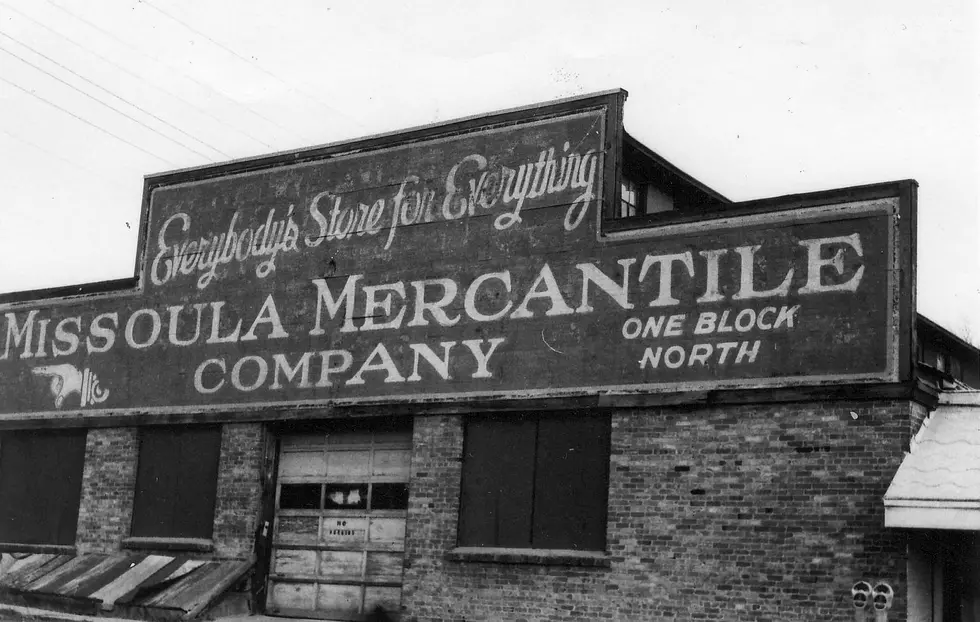 Everybody's Store for Everything
MISSOULA MERCANTILE
COMPANY
ONE BLOCK
NORTH
NO
PARKING